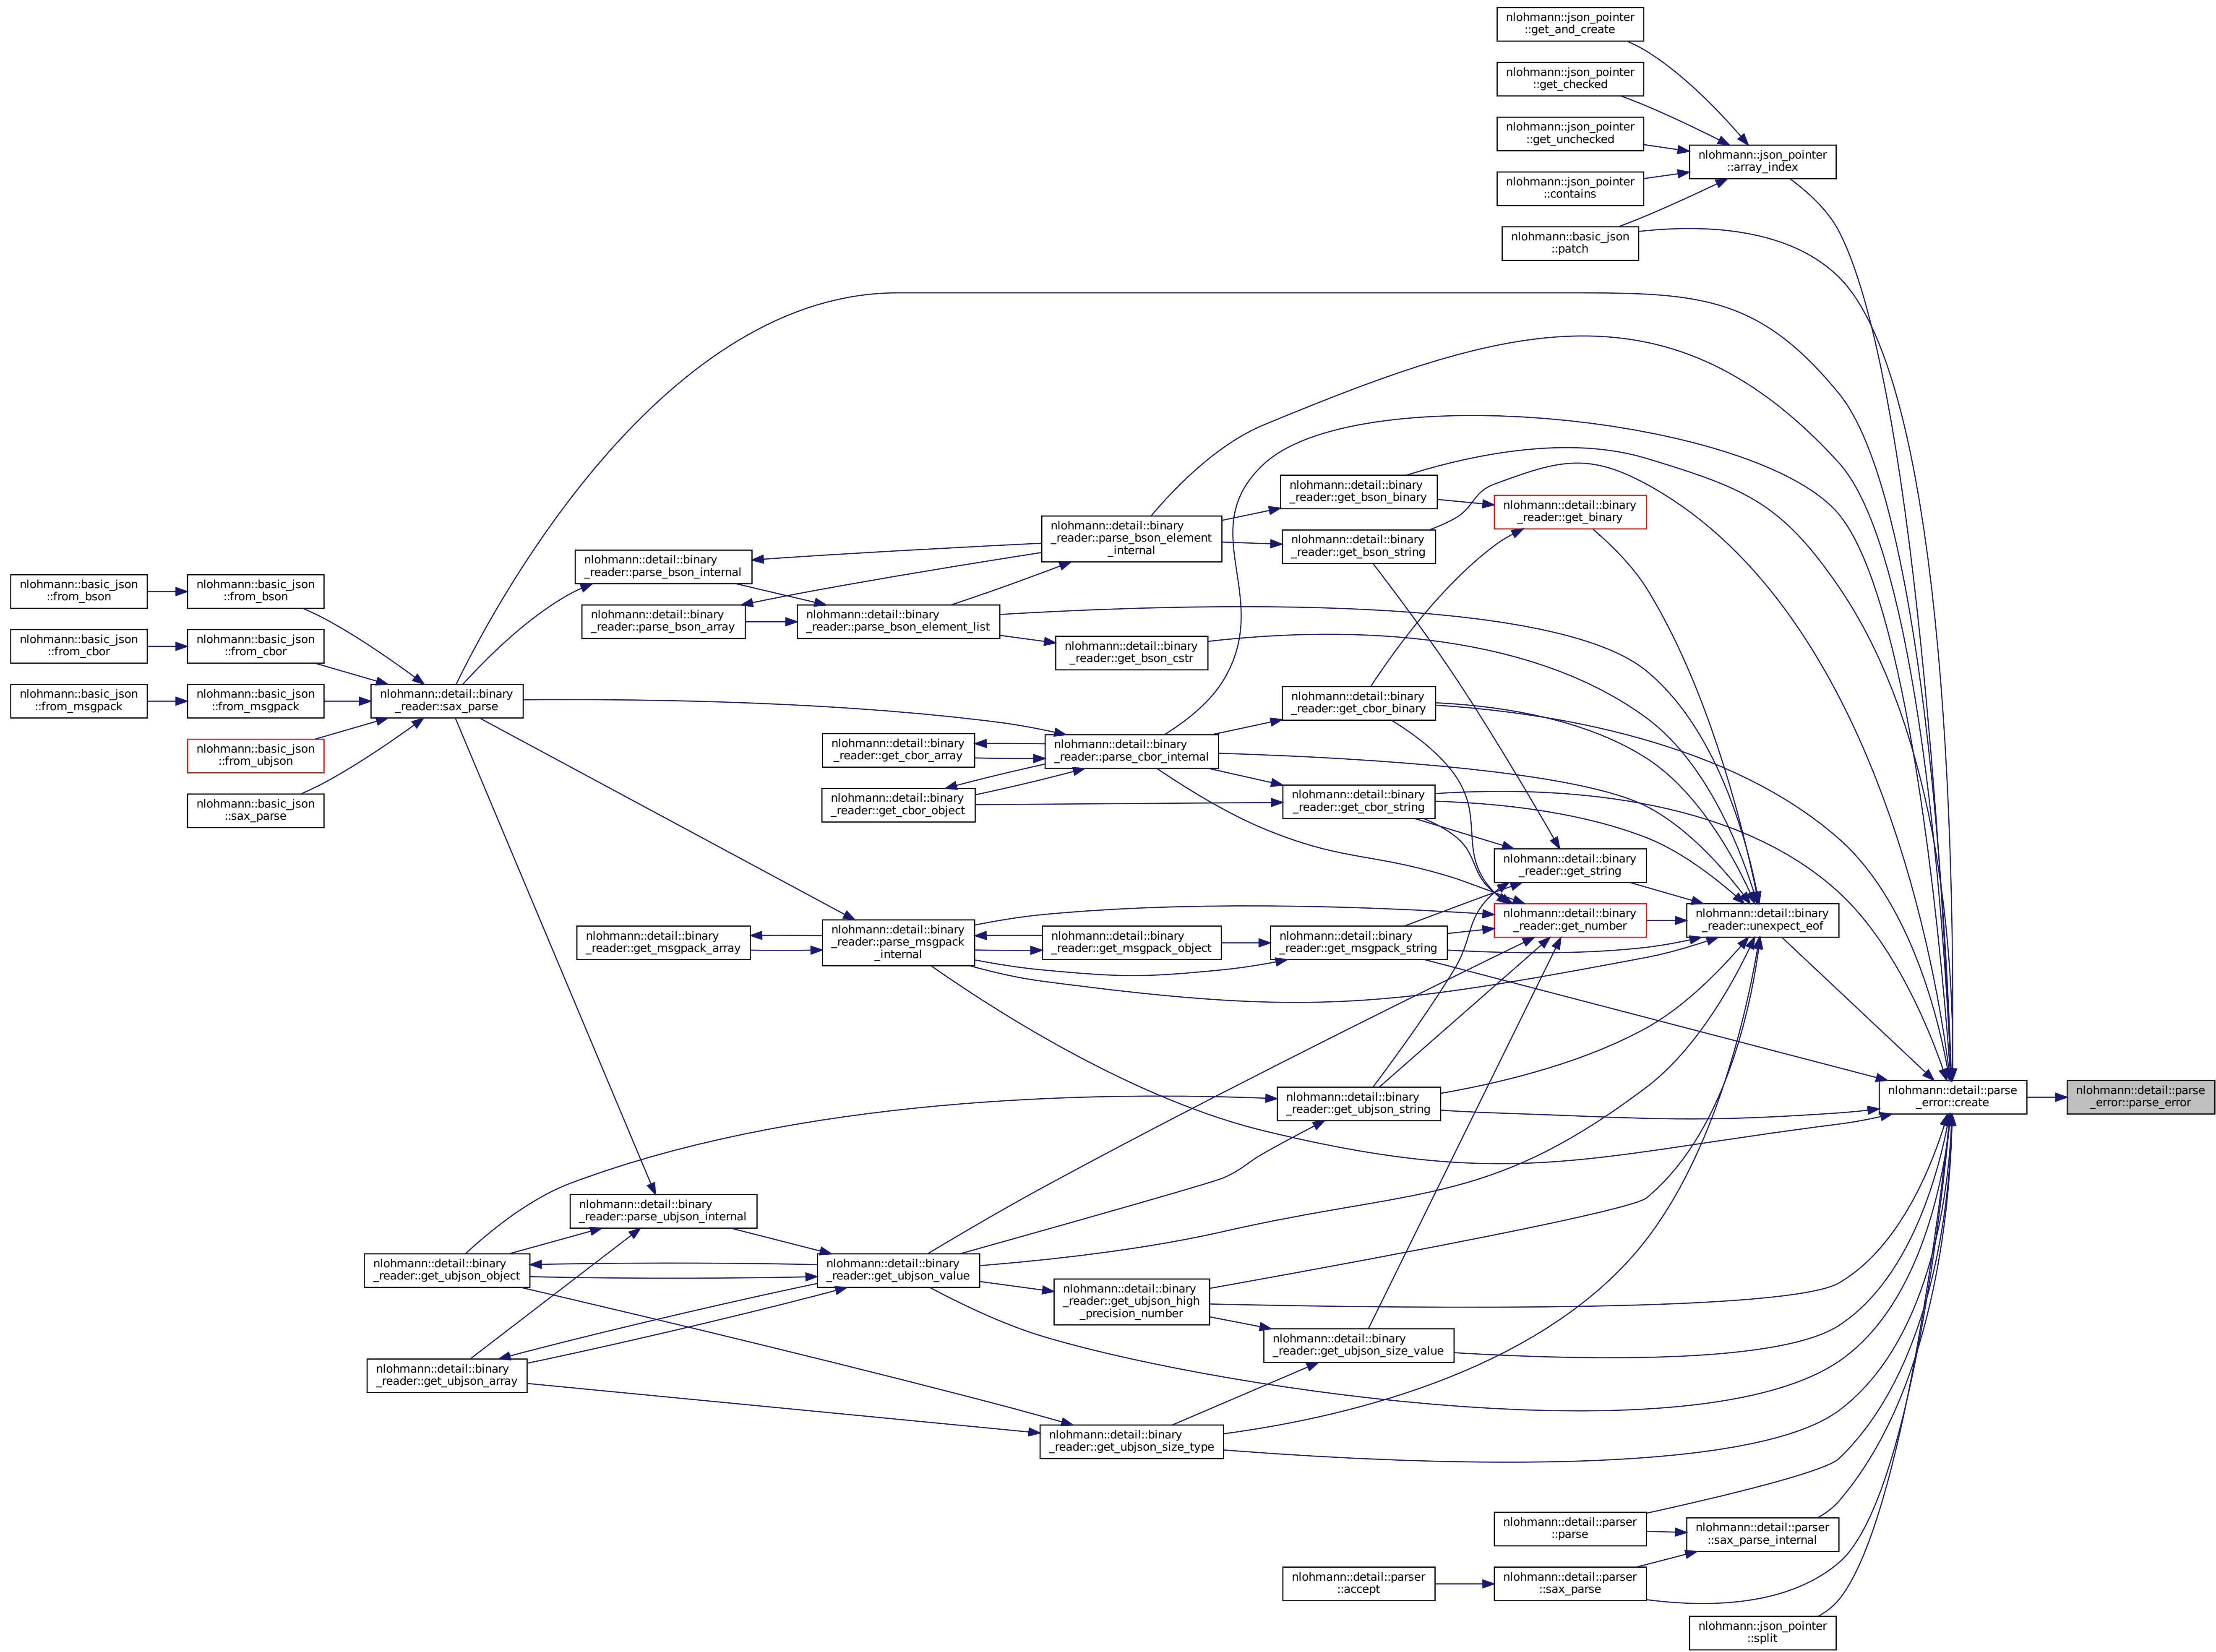 nlohmann::json_pointer
::get_and_create
nlohmann::json_pointer
::get_checked
nlohmann::json_pointer
::get_unchecked
nlohmann::json_pointer
::array_index
nlohmann::json_pointer
::contains
nlohmann::basic_json
::patch
nlohmann::detail::binary
_reader::get_bson_binary
nlohmann::detail::binary
_reader::get_binary
nlohmann::detail::binary
_reader::parse_bson_element
_internal
nlohmann::detail::binary
_reader::get_bson_string
nlohmann::detail::binary
_reader::parse_bson_internal
nlohmann::basic_json
::from_bson
nlohmann::basic_json
::from_bson
nlohmann::detail::binary
_reader::parse_bson_array
nlohmann::detail::binary
_reader::parse_bson_element_list
nlohmann::basic_json
::from_cbor
nlohmann::basic_json
::from_cbor
nlohmann::detail::binary
_reader::get_bson_cstr
nlohmann::basic_json
::from_msgpack
nlohmann::basic_json
::from_msgpack
nlohmann::detail::binary
_reader::sax_parse
nlohmann::detail::binary
_reader::get_cbor_binary
nlohmann::basic_json
::from_ubjson
nlohmann::detail::binary
_reader::get_cbor_array
nlohmann::detail::binary
_reader::parse_cbor_internal
nlohmann::basic_json
::sax_parse
nlohmann::detail::binary
_reader::get_cbor_object
nlohmann::detail::binary
_reader::get_cbor_string
nlohmann::detail::binary
_reader::get_string
nlohmann::detail::binary
_reader::get_number
nlohmann::detail::binary
_reader::unexpect_eof
nlohmann::detail::binary
_reader::get_msgpack_array
nlohmann::detail::binary
_reader::parse_msgpack
_internal
nlohmann::detail::binary
_reader::get_msgpack_object
nlohmann::detail::binary
_reader::get_msgpack_string
nlohmann::detail::binary
_reader::get_ubjson_string
nlohmann::detail::parse
_error::create
nlohmann::detail::parse
_error::parse_error
nlohmann::detail::binary
_reader::parse_ubjson_internal
nlohmann::detail::binary
_reader::get_ubjson_object
nlohmann::detail::binary
_reader::get_ubjson_value
nlohmann::detail::binary
_reader::get_ubjson_high
_precision_number
nlohmann::detail::binary
_reader::get_ubjson_size_value
nlohmann::detail::binary
_reader::get_ubjson_array
nlohmann::detail::binary
_reader::get_ubjson_size_type
nlohmann::detail::parser
::parse
nlohmann::detail::parser
::sax_parse_internal
nlohmann::detail::parser
::accept
nlohmann::detail::parser
::sax_parse
nlohmann::json_pointer
::split